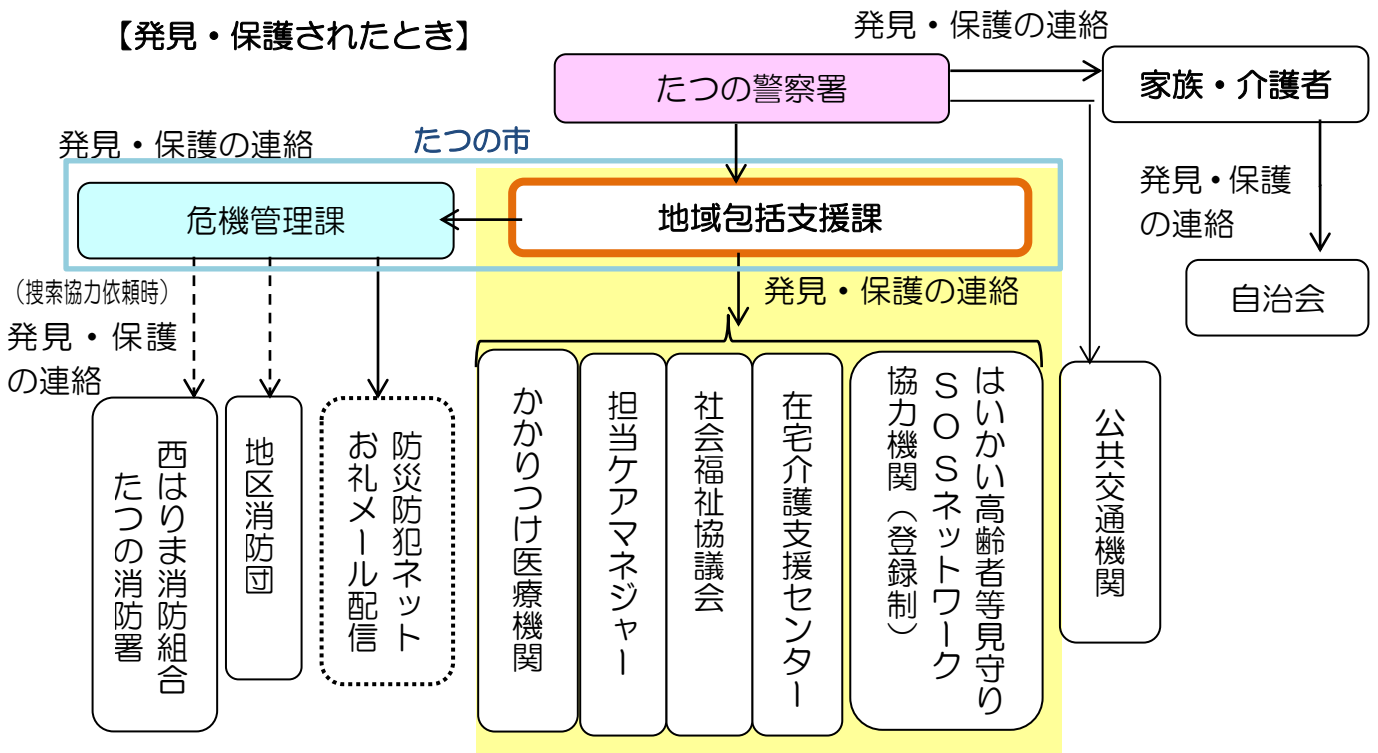 【発見・保護されたとき】
発見・保護の連絡
たつの警察署
家族・介護者
発見・保護の連絡
たつの市
発見・保護
の連絡
危機管理課
地域包括支援課
自治会
(捜索協力依頼時)
発見・保護
の連絡
発見・保護の連絡
西はりま消防組合
たつの消防署
地区消防団
防災防犯ネット
お礼メール配信
かかりつけ医療機関
担当ケアマネジャー
社会福祉協議会
在宅介護支援センター
はいかい高齢者等見守り
SOSネットワーク
協力機関(登録制)
公共交通機関